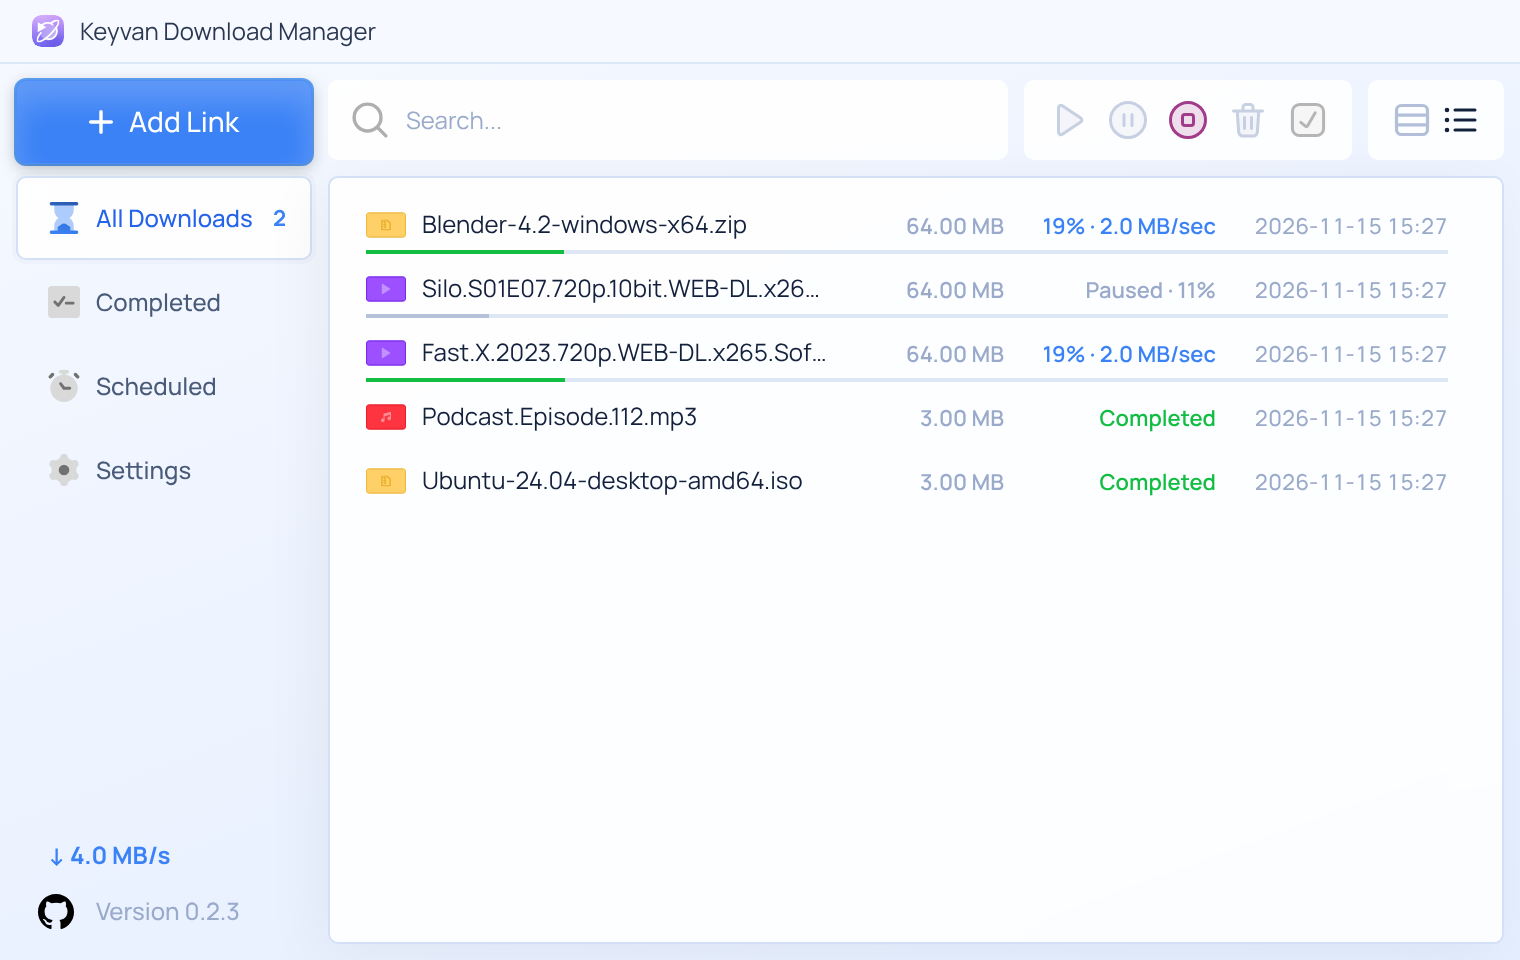 Keyvan Download Manager
Add Link
Search...
All Downloads 2
Completed
Scheduled
Settings
Blender-4.2-windows-x64.zip 64.00 MB 19% · 2.0 MB/sec 2026-11-15 15:27
Silo.S01E07.720p.10bit.WEB-DL.x26... 64.00 MB Paused · 11% 2026-11-15 15:27
Fast.X.2023.720p.WEB-DL.x265.Sof... 64.00 MB 19% · 2.0 MB/sec 2026-11-15 15:27
Podcast.Episode.112.mp3 3.00 MB Completed 2026-11-15 15:27
Ubuntu-24.04-desktop-amd64.iso 3.00 MB Completed 2026-11-15 15:27
↓ 4.0 MB/s
Version 0.2.3